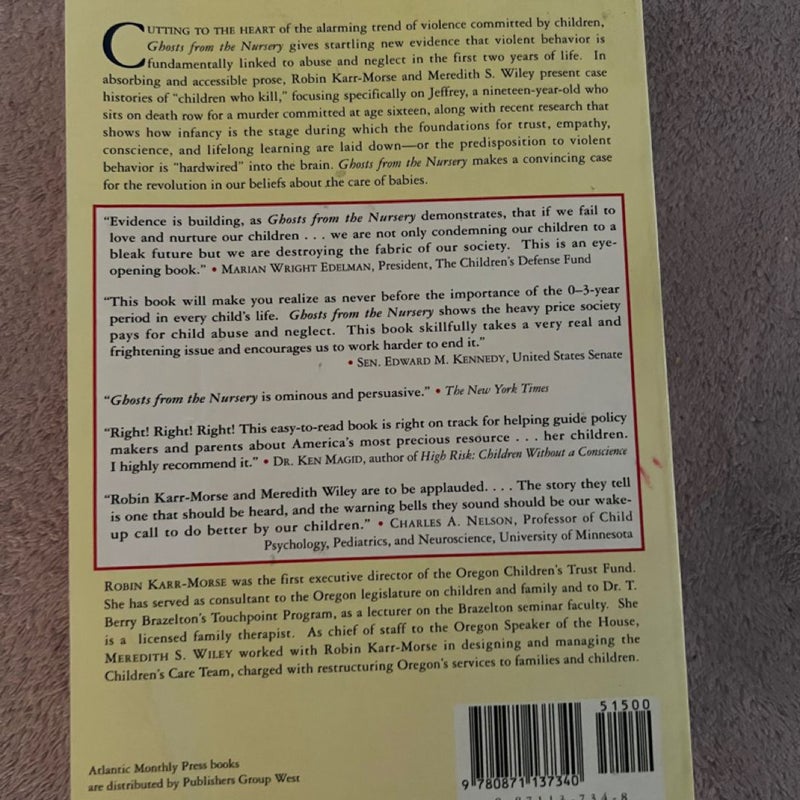 CUTTING TO THE HEART of the alarming trend of violence committed by children,
Ghosts from the Nursery gives startling new evidence that violent behavior is
fundamentally linked to abuse and neglect in the first two years of life. In
absorbing and accessible prose, Robin Karr-Morse and Meredith S. Wiley present case
histories of “children who kill,” focusing specifically on Jeffrey, a nineteen-year-old who
sits on death row for a murder committed at age sixteen, along with recent research that
shows how infancy is the stage during which the foundations for trust, empathy,
conscience, and lifelong learning are laid down—or the predisposition to violent
behavior is “hardwired” into the brain. Ghosts from the Nursery makes a convincing case
for the revolution in our beliefs about the care of babies.
“Evidence is building, as Ghosts from the Nursery demonstrates, that if we fail to
love and nurture our children . . . we are not only condemning our children to a
bleak future but we are destroying the fabric of our society. This is an eye-
opening book.” • MARIAN WRIGHT EDELMAN, President, The Children's Defense Fund
“This book will make you realize as never before the importance of the 0–3-year
period in every child's life. Ghosts from the Nursery shows the heavy price society
pays for child abuse and neglect. This book skillfully takes a very real and
frightening issue and encourages us to work harder to end it.”
• SEN. EDWARD M. KENNEDY, United States Senate
“Ghosts from the Nursery is ominous and persuasive.” • The New York Times
“Right! Right! Right! This easy-to-read book is right on track for helping guide policy
makers and parents about America's most precious resource . . . her children.
I highly recommend it.” • DR. KEN MAGID, author of High Risk: Children Without a Conscience
“Robin Karr-Morse and Meredith Wiley are to be applauded. . . . The story they tell
is one that should be heard, and the warning bells they sound should be our wake-
up call to do better by our children.” • CHARLES A. NELSON, Professor of Child
Psychology, Pediatrics, and Neuroscience, University of Minnesota
ROBIN KARR-MORSE was the first executive director of the Oregon Children's Trust Fund.
She has served as consultant to the Oregon legislature on children and family and to Dr. T.
Berry Brazelton's Touchpoint Program, as a lecturer on the Brazelton seminar faculty. She
is a licensed family therapist. As chief of staff to the Oregon Speaker of the House,
MEREDITH S. WILEY worked with Robin Karr-Morse in designing and managing the
Children's Care Team, charged with restructuring Oregon's services to families and children.
51500
Atlantic Monthly Press books
are distributed by Publishers Group West
9 780871 137340